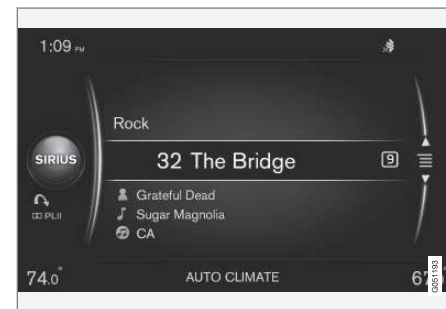 1:09 PM
Rock
SIRIUS
32 The Bridge
9
Grateful Dead
PLII
Sugar Magnolia
CA
74.0°
AUTO CLIMATE
67
G051193